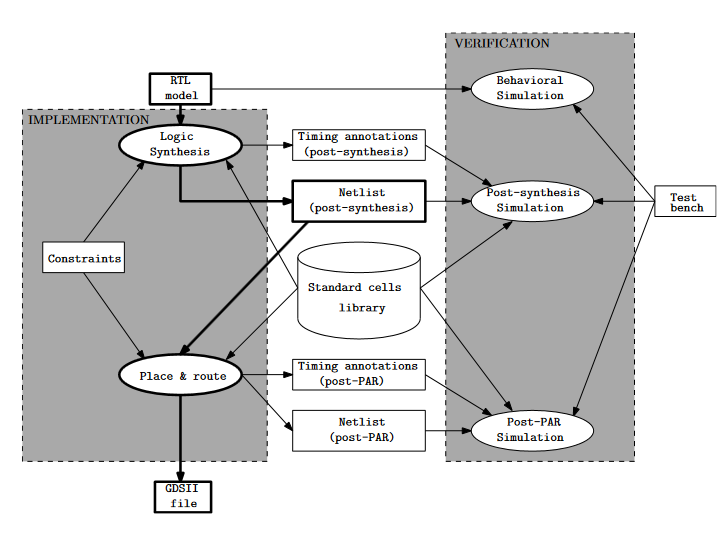 VERIFICATION
RTL
model
Behavioral
Simulation
IMPLEMENTATION
Logic
Synthesis
Timing annotations
(post-synthesis)
Netlist
(post-synthesis)
Post-synthesis
Simulation
Test
bench
Constraints
Standard cells
library
Place & route
Timing annotations
(post-PAR)
Netlist
(post-PAR)
Post-PAR
Simulation
GDSII
file